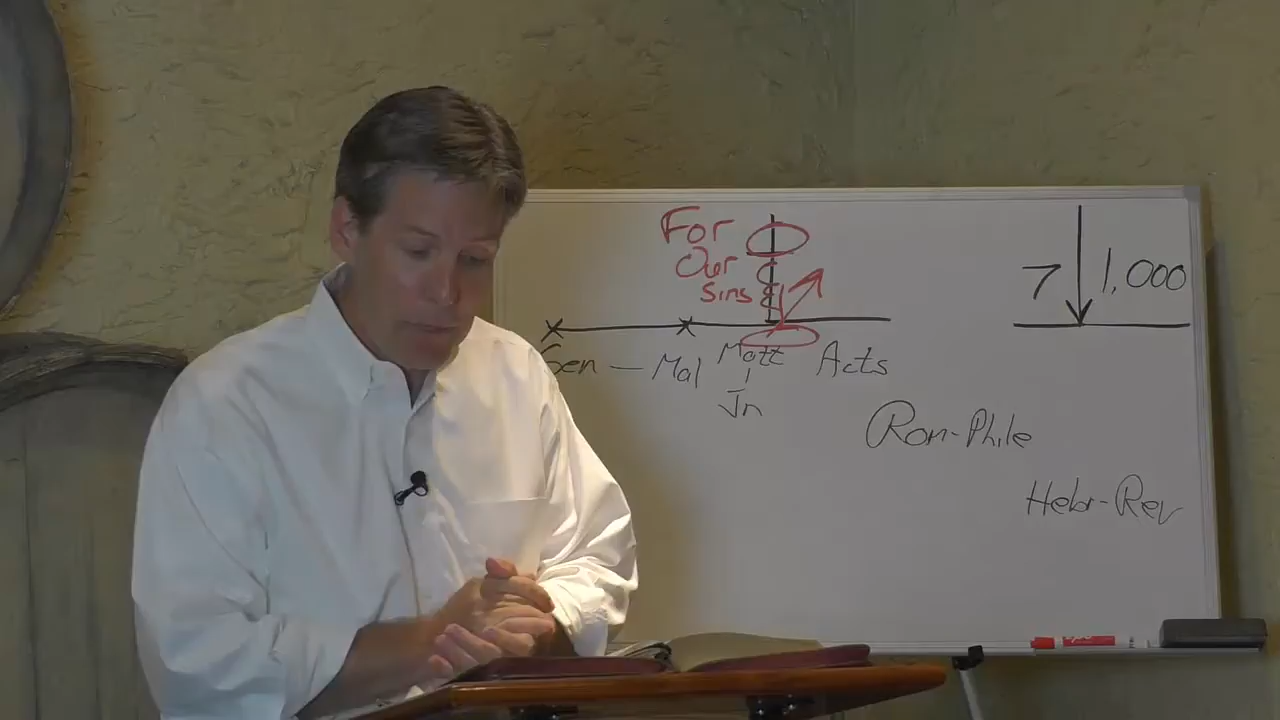 For
Our
Sins
7 1,000
Gen – Mal Matt Acts
Jn
Rom-Phile
Hebr-Rev